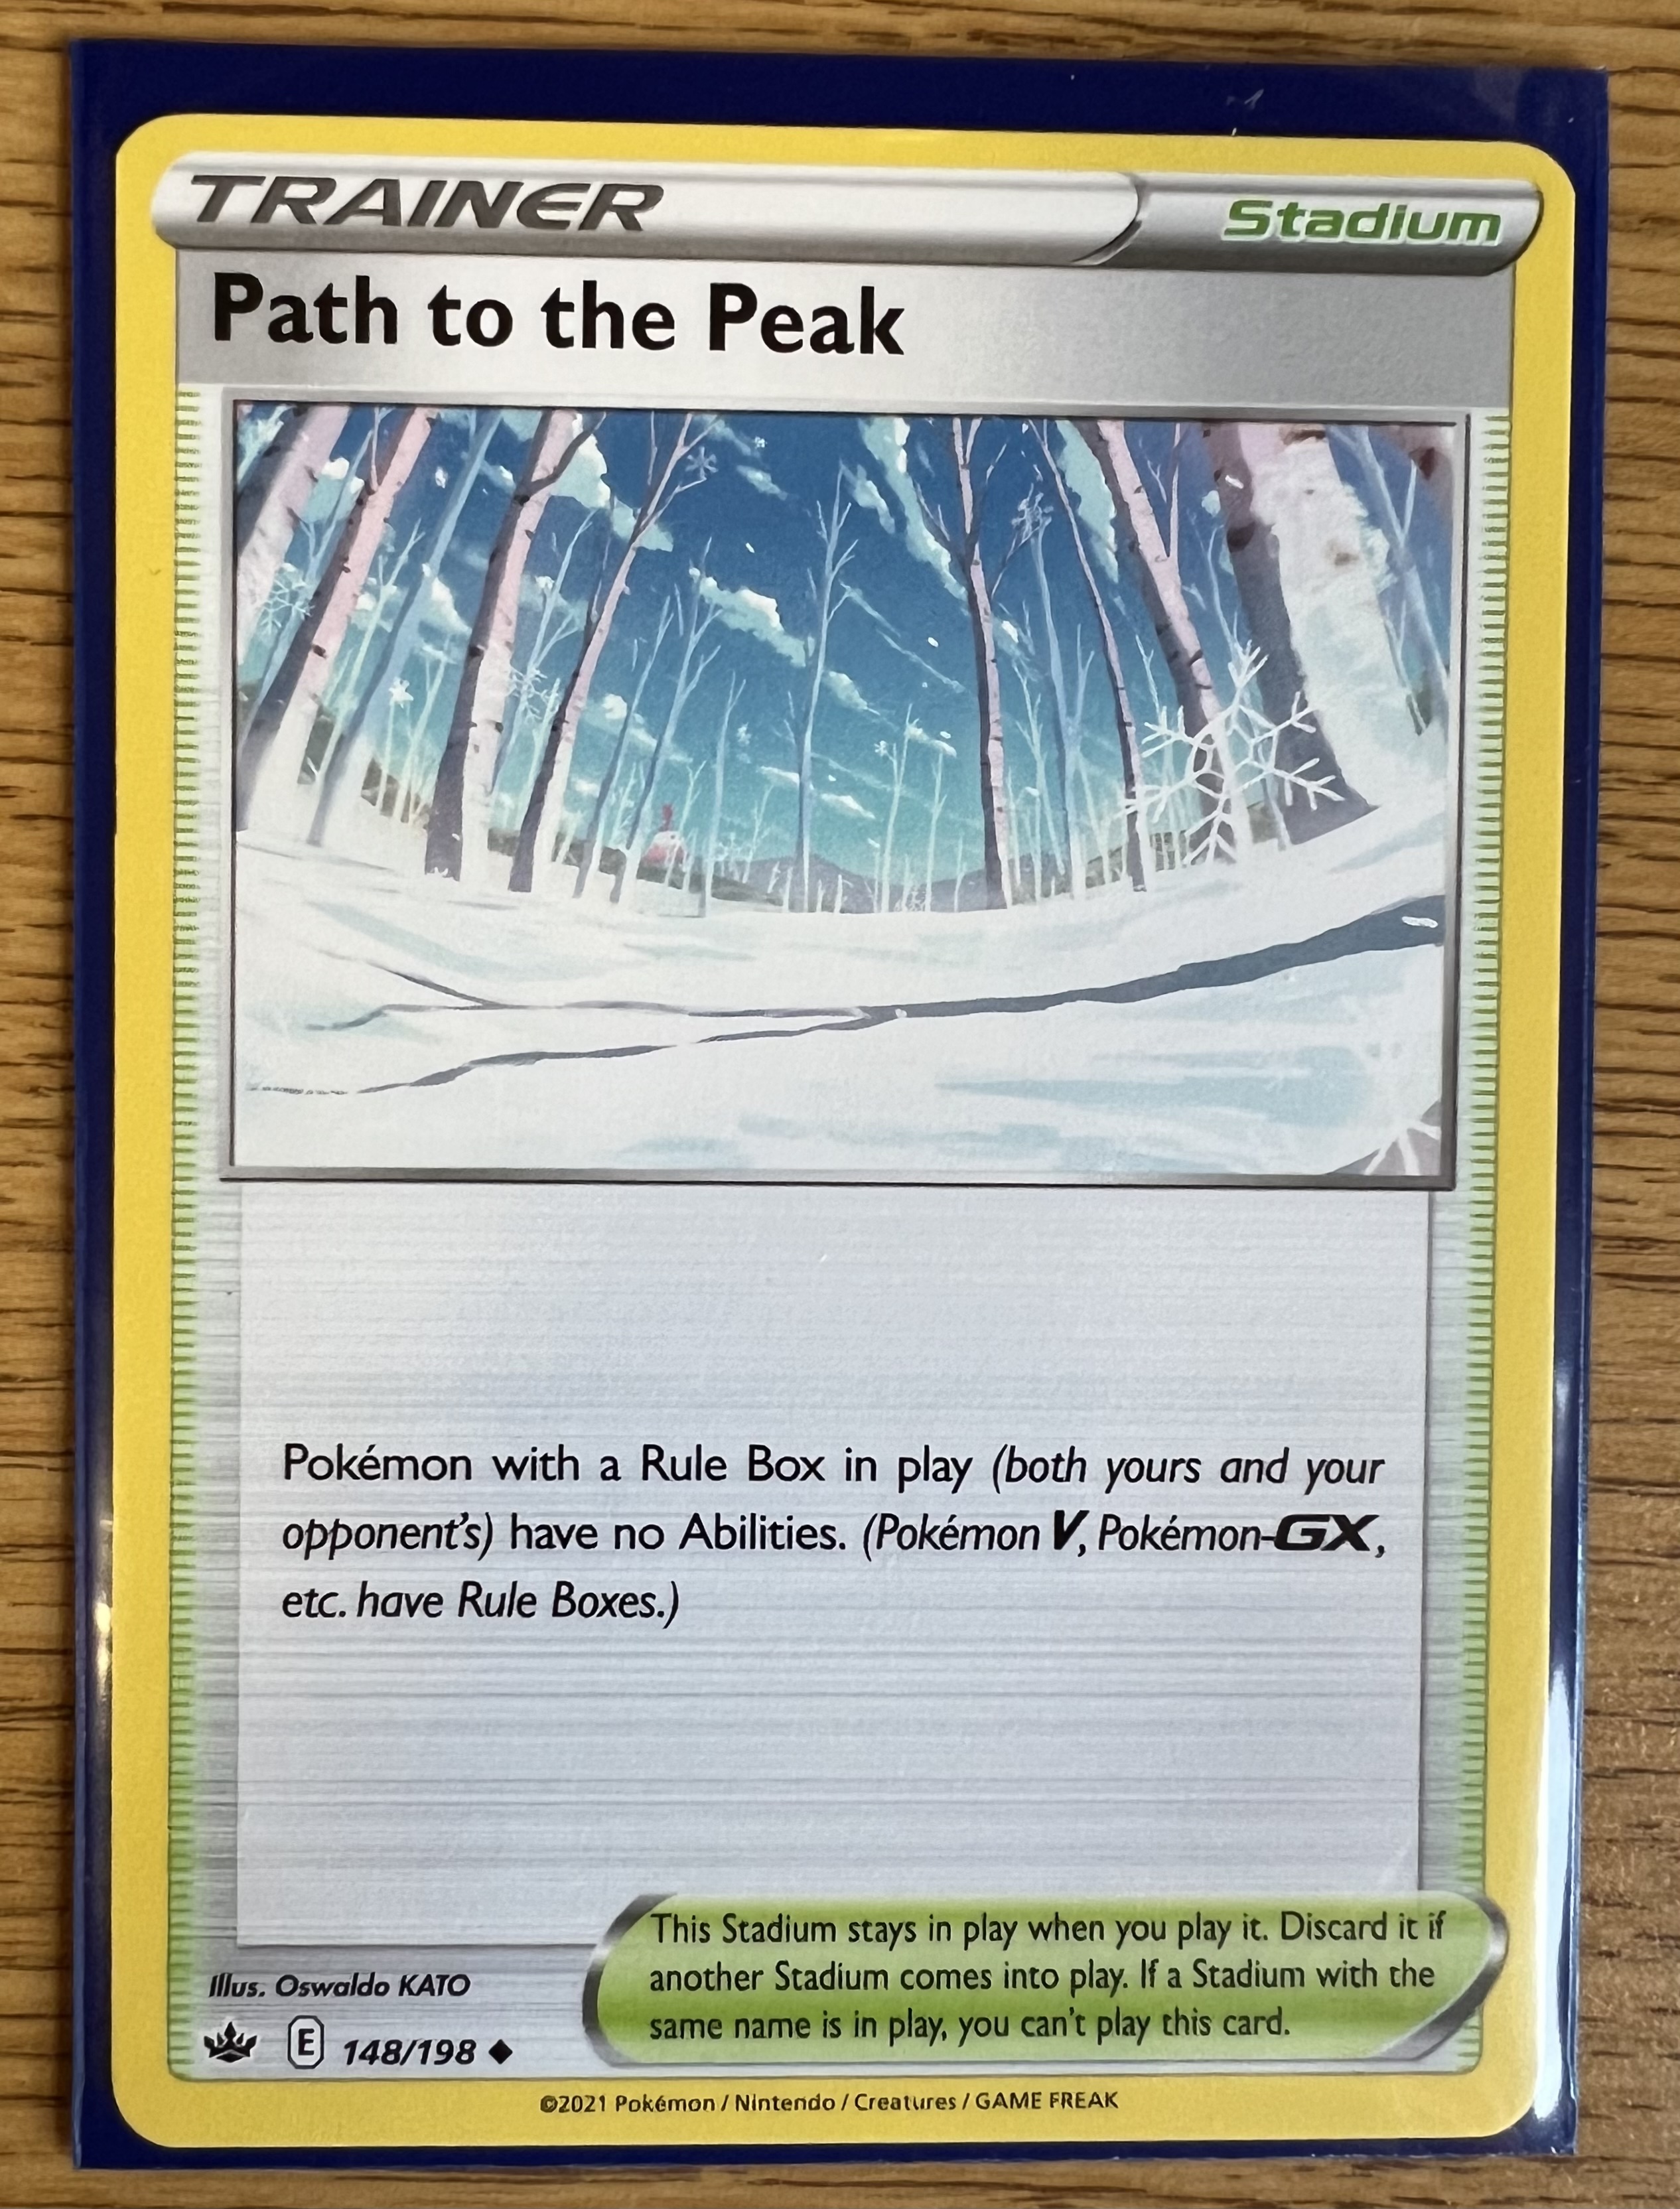 TRAINER
Stadium
Path to the Peak
Pokémon with a Rule Box in play (both yours and your
opponent's) have no Abilities. (Pokémon V, Pokémon-GX,
etc. have Rule Boxes.)
This Stadium stays in play when you play it. Discard it if
another Stadium comes into play. If a Stadium with the
same name is in play, you can't play this card.
Illus. Oswaldo KATO
E 148/198
©2021 Pokémon / Nintendo / Creatures / GAME FREAK